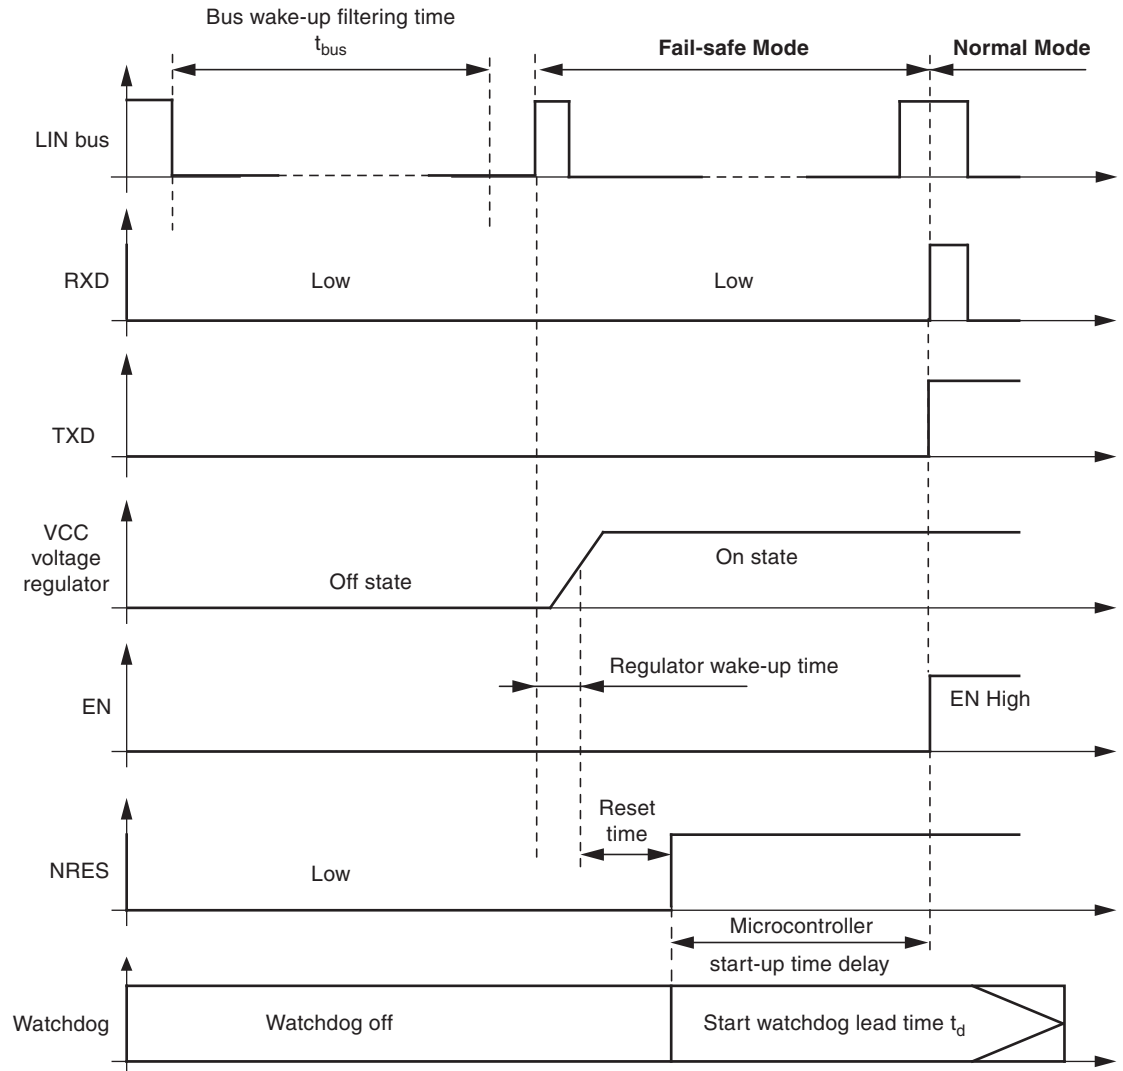 Bus wake-up filtering time
tbus
Fail-safe Mode
Normal Mode
LIN bus
RXD
Low
Low
TXD
VCC
voltage
regulator
Off state
On state
Regulator wake-up time
EN
EN High
Reset
time
NRES
Low
Microcontroller
start-up time delay
Watchdog
Watchdog off
Start watchdog lead time td